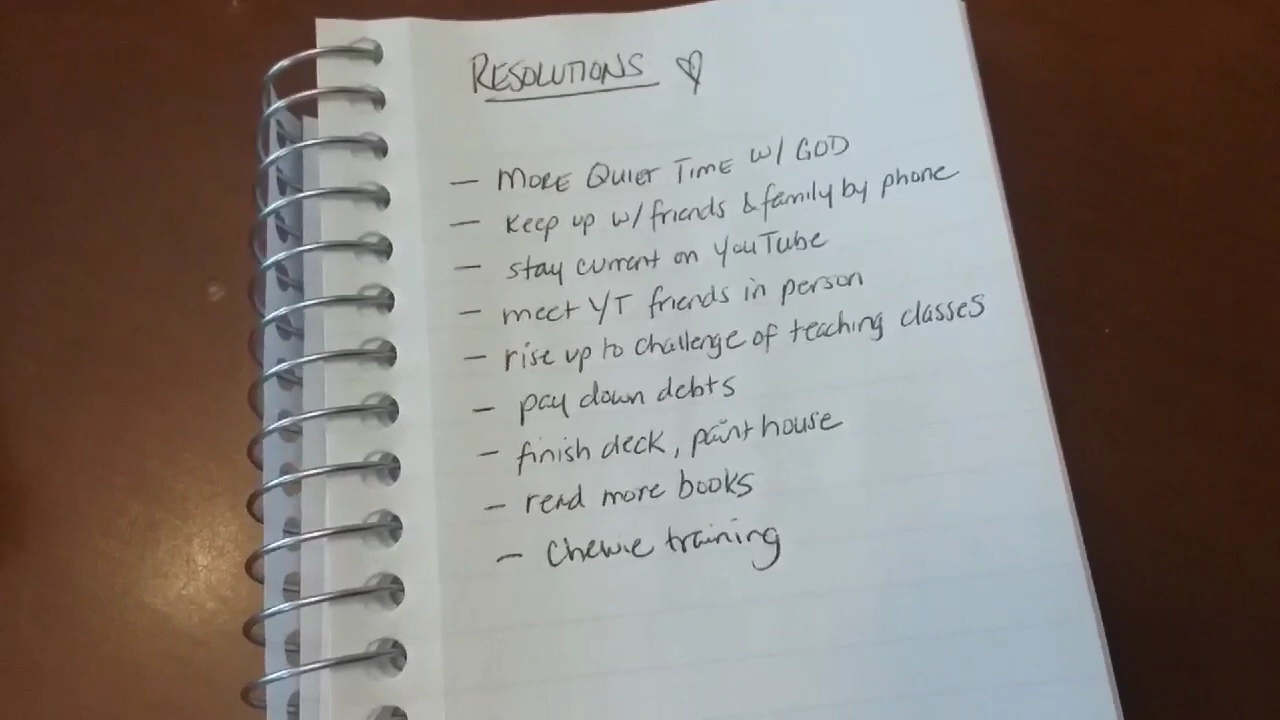 RESOLUTIONS
— MORE QUIET TIME W/ GOD
— keep up w/ friends & family by phone
— stay current on YouTube
— meet YT friends in person
— rise up to challenge of teaching classes
— pay down debts
— finish deck, paint house
— read more books
— Chewie training